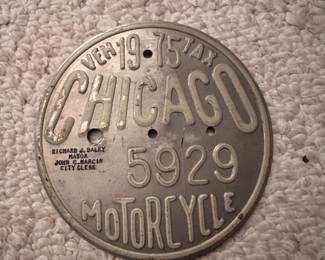 VEH 19 75 TAX
CHICAGO
RICHARD J. DALEY
MAYOR
JOHN C. MARCIN
CITY CLERK
5929
MOTORCYCLE